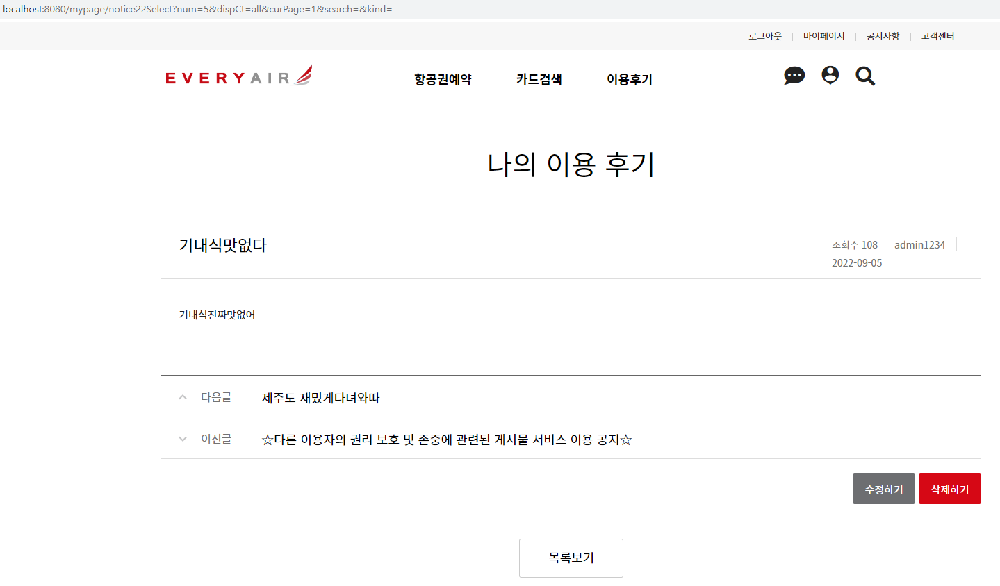 localhost:8080/mypage/notice22Select?num=5&dispCt=all&curPage=1&search=&kind=
로그아웃 마이페이지 공지사항 고객센터
EVERYAIR 항공권예약 카드검색 이용후기
나의 이용 후기
기내식맛없다 조회수 108 admin1234
2022-09-05
기내식진짜맛없어
다음글 제주도 재밌게다녀와따
이전글 ☆다른 이용자의 권리 보호 및 존중에 관련된 게시물 서비스 이용 공지☆
수정하기 삭제하기
목록보기